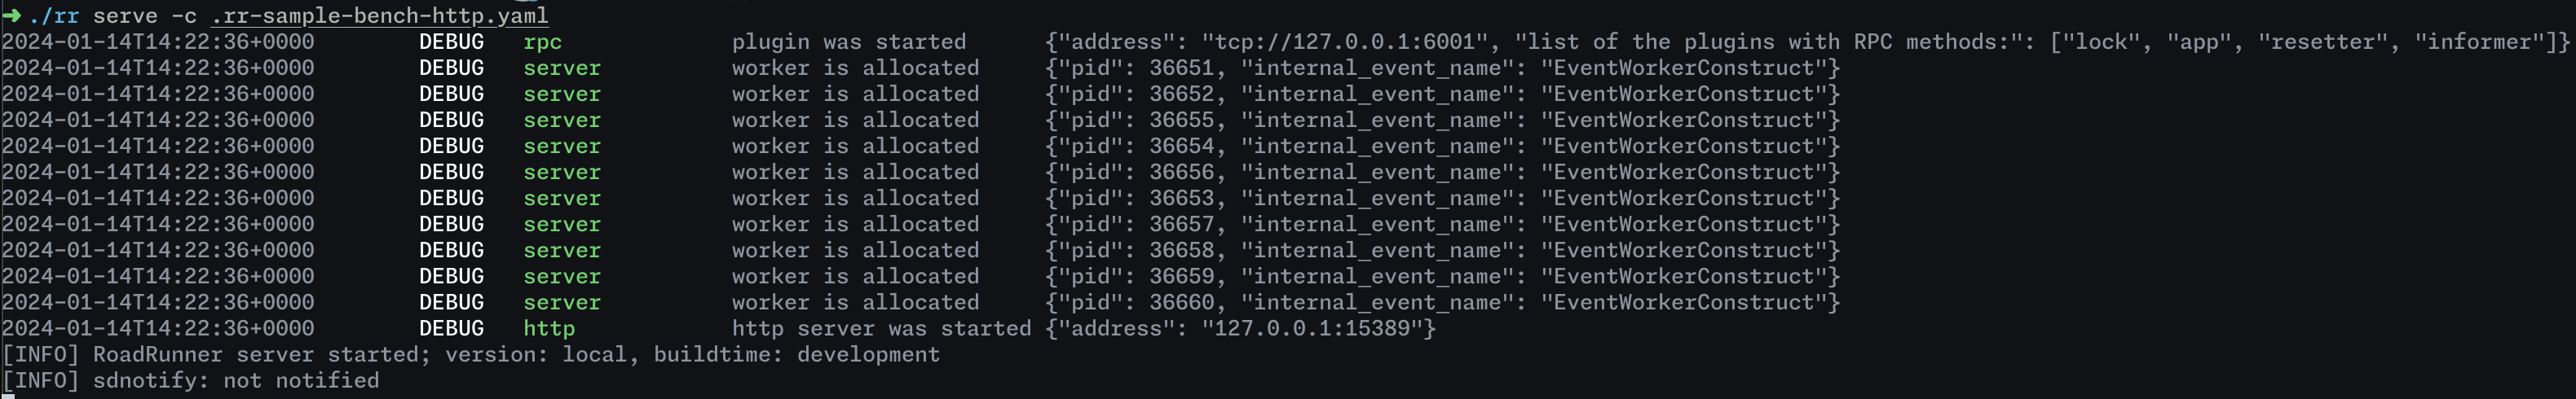 ➜ ./rr serve -c .rr-sample-bench-http.yaml
2024-01-14T14:22:36+0000 DEBUG rpc plugin was started {"address": "tcp://127.0.0.1:6001", "list of the plugins with RPC methods:": ["lock", "app", "resetter", "informer"]}
2024-01-14T14:22:36+0000 DEBUG server worker is allocated {"pid": 36651, "internal_event_name": "EventWorkerConstruct"}
2024-01-14T14:22:36+0000 DEBUG server worker is allocated {"pid": 36652, "internal_event_name": "EventWorkerConstruct"}
2024-01-14T14:22:36+0000 DEBUG server worker is allocated {"pid": 36655, "internal_event_name": "EventWorkerConstruct"}
2024-01-14T14:22:36+0000 DEBUG server worker is allocated {"pid": 36654, "internal_event_name": "EventWorkerConstruct"}
2024-01-14T14:22:36+0000 DEBUG server worker is allocated {"pid": 36656, "internal_event_name": "EventWorkerConstruct"}
2024-01-14T14:22:36+0000 DEBUG server worker is allocated {"pid": 36653, "internal_event_name": "EventWorkerConstruct"}
2024-01-14T14:22:36+0000 DEBUG server worker is allocated {"pid": 36657, "internal_event_name": "EventWorkerConstruct"}
2024-01-14T14:22:36+0000 DEBUG server worker is allocated {"pid": 36658, "internal_event_name": "EventWorkerConstruct"}
2024-01-14T14:22:36+0000 DEBUG server worker is allocated {"pid": 36659, "internal_event_name": "EventWorkerConstruct"}
2024-01-14T14:22:36+0000 DEBUG server worker is allocated {"pid": 36660, "internal_event_name": "EventWorkerConstruct"}
2024-01-14T14:22:36+0000 DEBUG http http server was started {"address": "127.0.0.1:15389"}
[INFO] RoadRunner server started; version: local, buildtime: development
[INFO] sdnotify: not notified